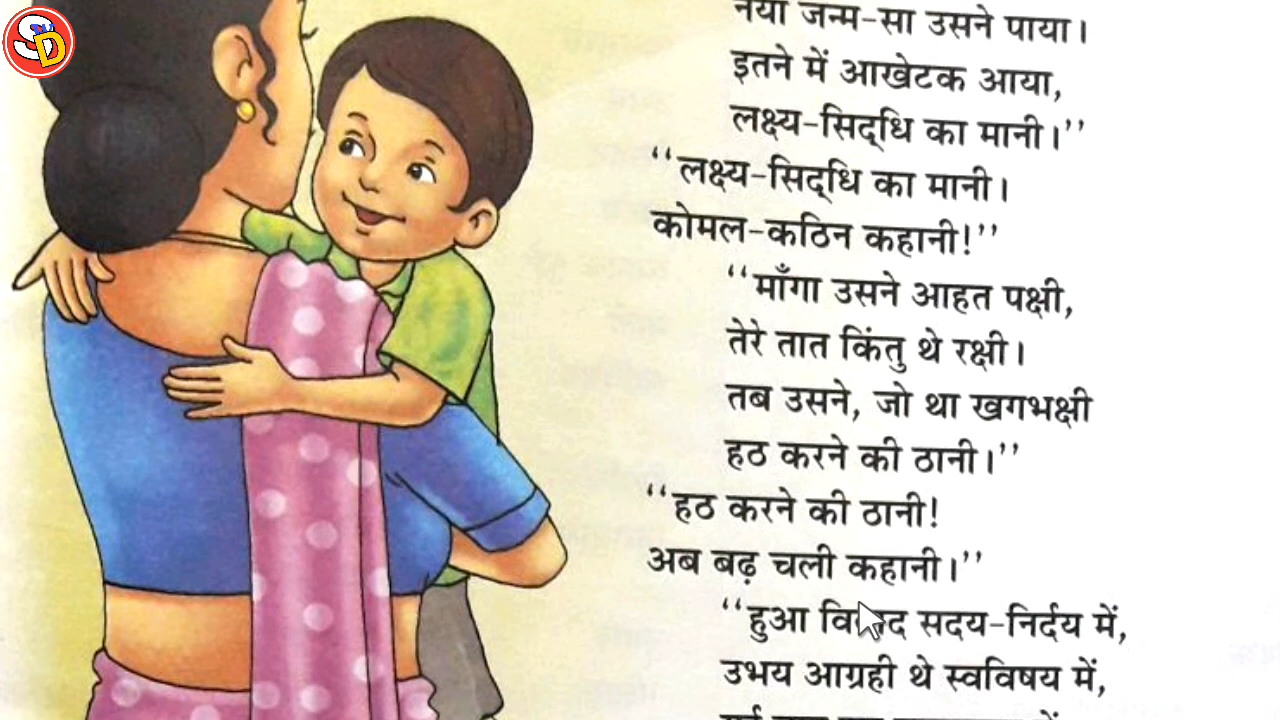 SD
नया जन्म-सा उसने पाया।
इतने में आखेटक आया,
लक्ष्य-सिद्धि का मानी।’’
‘‘लक्ष्य-सिद्धि का मानी।
कोमल-कठिन कहानी!’’
‘‘माँगा उसने आहत पक्षी,
तेरे तात किंतु थे रक्षी।
तब उसने, जो था खगभक्षी
हठ करने की ठानी।’’
‘‘हठ करने की ठानी!
अब बढ़ चली कहानी।’’
‘‘हुआ सदय-निर्दय में,
उभय आग्रही थे स्वविषय में,